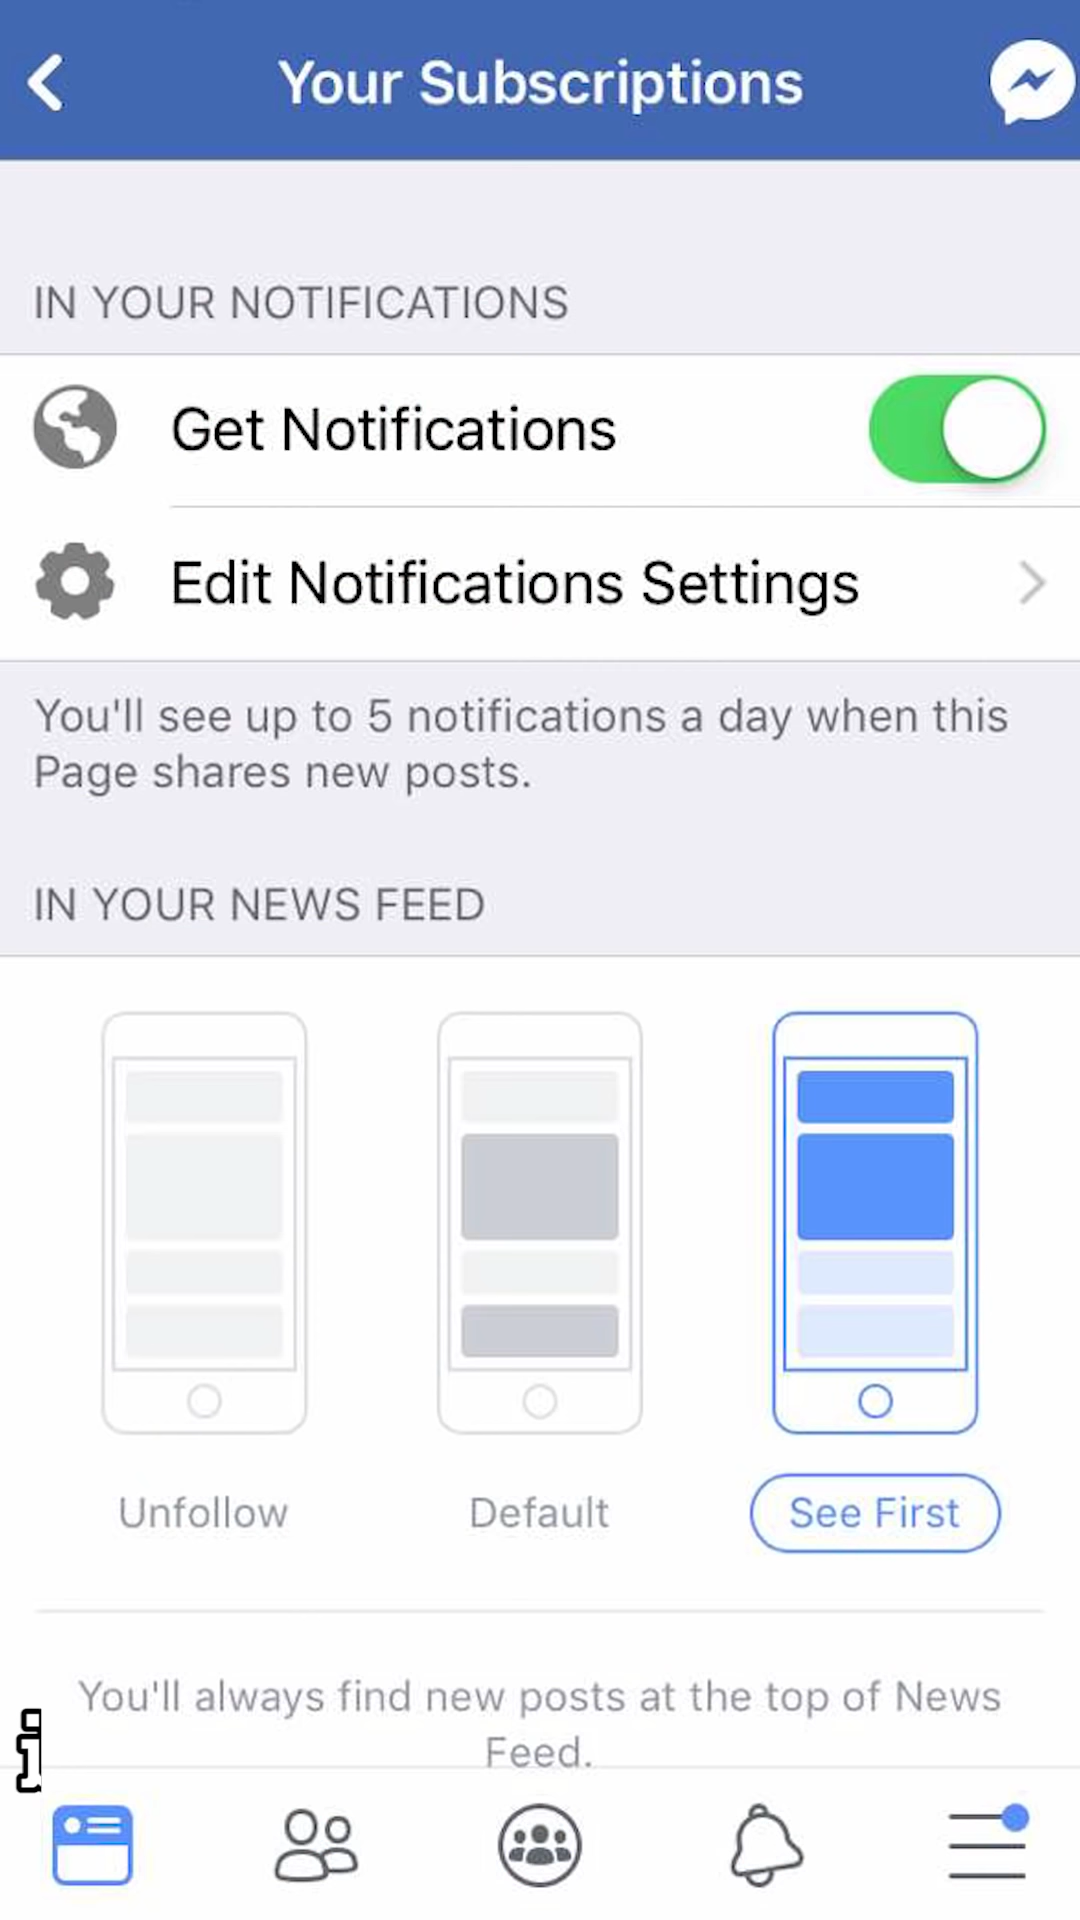 Your Subscriptions
IN YOUR NOTIFICATIONS
Get Notifications
Edit Notifications Settings
You'll see up to 5 notifications a day when this
Page shares new posts.
IN YOUR NEWS FEED
Unfollow
Default
See First
You'll always find new posts at the top of News
Feed.
i